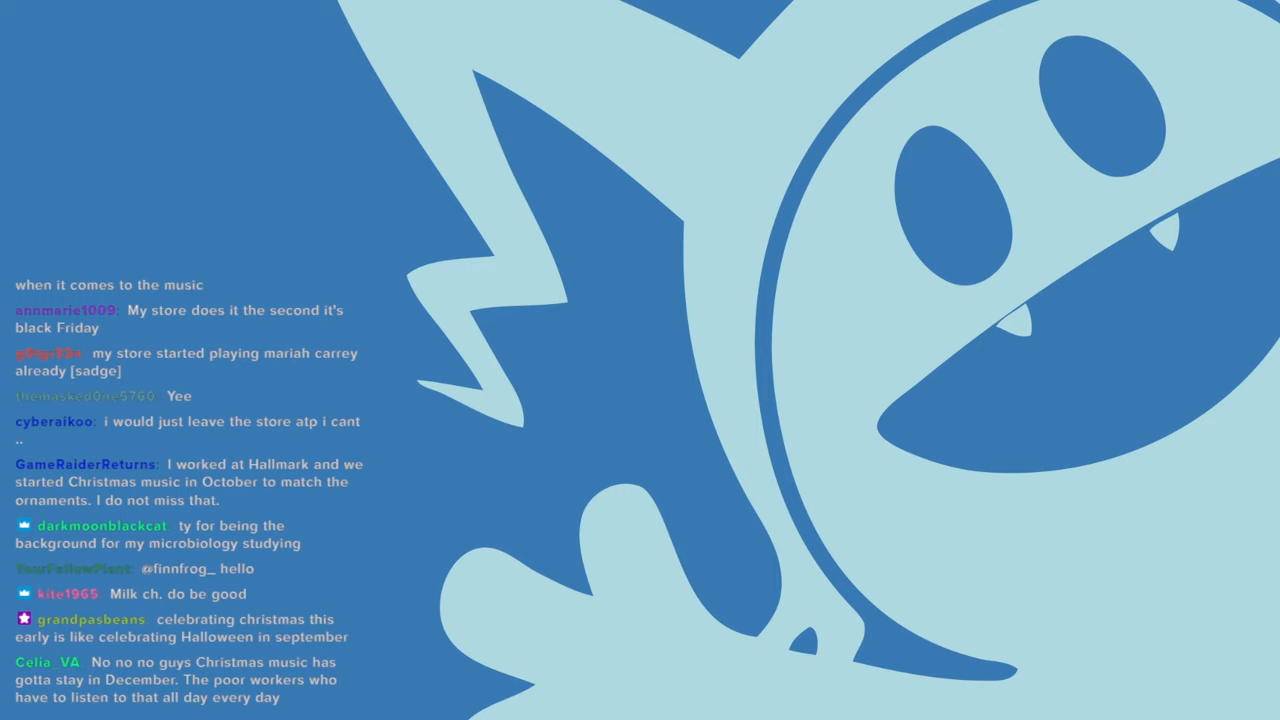 when it comes to the music
annmarie1009: My store does it the second it's
black Friday
my store started playing mariah carrey
already [sadge]
themasked0ne5760: Yee
cyberaikoo: i would just leave the store atp i cant
..
GameRaiderReturns: I worked at Hallmark and we
started Christmas music in October to match the
ornaments. I do not miss that.
darkmoonblackcat: ty for being the
background for my microbiology studying
YourFellowPlant: @finnfrog_ hello
kite1965: Milk ch. do be good
grandpasbeans: celebrating christmas this
early is like celebrating Halloween in september
Celia_VA: No no no guys Christmas music has
gotta stay in December. The poor workers who
have to listen to that all day every day